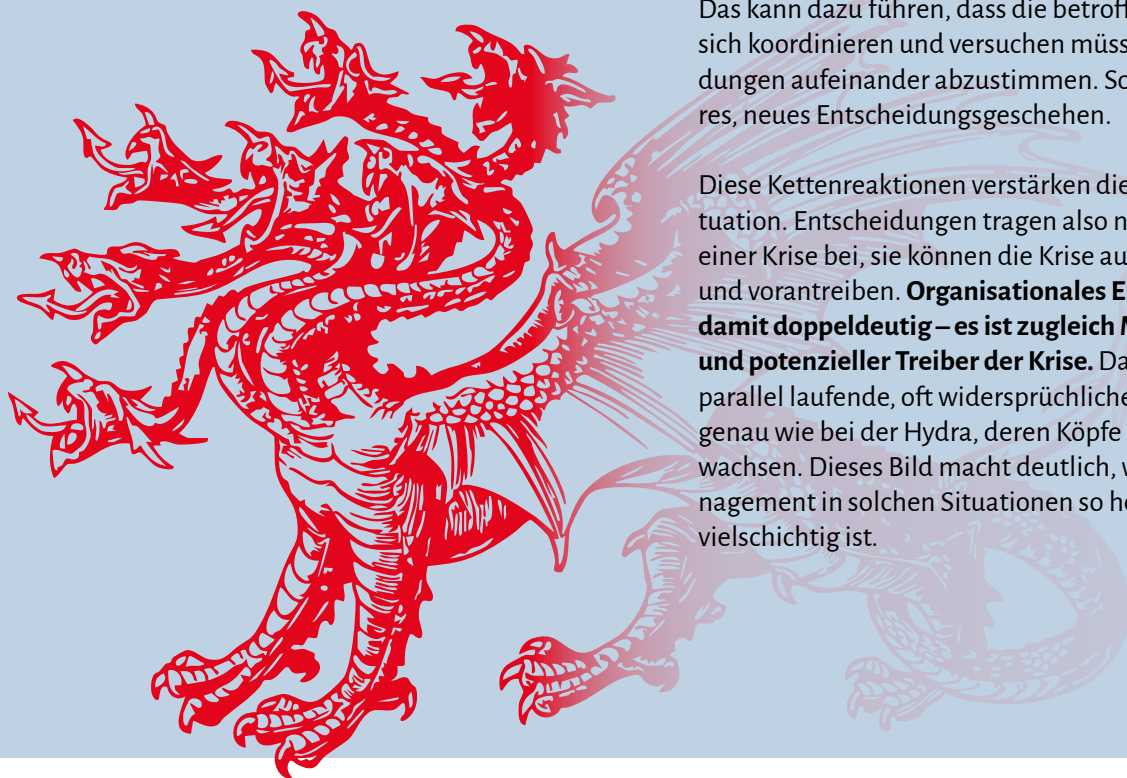 Das kann dazu führen, dass die betroff
sich koordinieren und versuchen müss
dungen aufeinander abzustimmen. So
res, neues Entscheidungsgeschehen.
Diese Kettenreaktionen verstärken die
tuation. Entscheidungen tragen also n
einer Krise bei, sie können die Krise au
und vorantreiben. Organisationales E
damit doppeldeutig – es ist zugleich M
und potenzieller Treiber der Krise. Da
parallel laufende, oft widersprüchliche
genau wie bei der Hydra, deren Köpfe
wachsen. Dieses Bild macht deutlich, w
nagement in solchen Situationen so ho
vielschichtig ist.